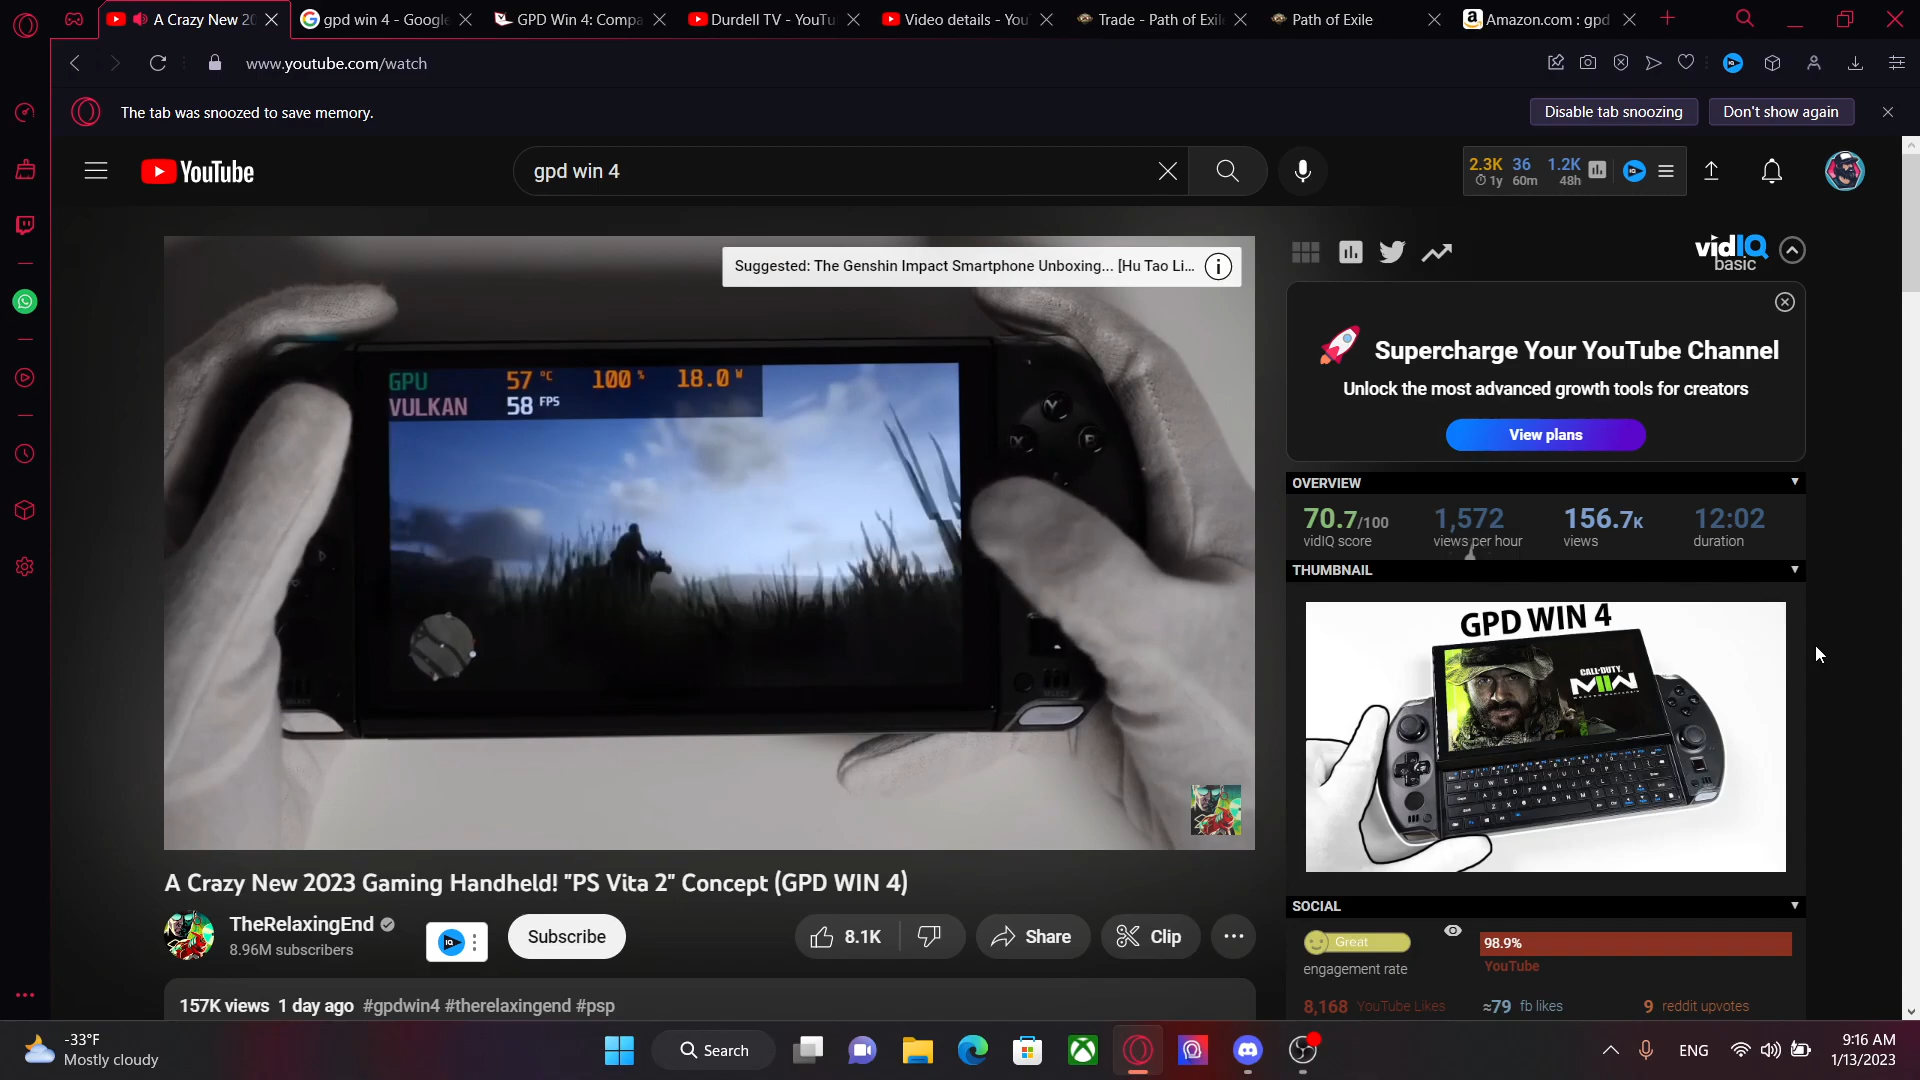 A Crazy New 20
gpd win 4 - Google
GPD Win 4: Compa
Durdell TV - YouTu
Video details - You
Trade - Path of Exile
Path of Exile
Amazon.com : gpd
www.youtube.com/watch
The tab was snoozed to save memory.
Disable tab snoozing
Don't show again
YouTube
gpd win 4
2.3K 36 1.2K
1y 60m 48h
Suggested: The Genshin Impact Smartphone Unboxing... [Hu Tao Li...
vidIQ
basic
GPU 57 °C 100 % 18.0 W
VULKAN 58 FPS
Y
X
B
SELECT
SELECT
Supercharge Your YouTube Channel
Unlock the most advanced growth tools for creators
View plans
OVERVIEW
70.7/100 1,572 156.7K 12:02
vidIQ score views per hour views duration
THUMBNAIL
GPD WIN 4
CALL·DUTY
MWII
A Crazy New 2023 Gaming Handheld! "PS Vita 2" Concept (GPD WIN 4)
TheRelaxingEnd
8.96M subscribers
IQ
Subscribe
8.1K
Share
Clip
SOCIAL
Great
engagement rate
98.9%
YouTube
8,168 YouTube Likes
≈79 fb likes
9 reddit upvotes
157K views 1 day ago #gpdwin4 #therelaxingend #psp
-33°F
Mostly cloudy
Search
ENG
9:16 AM
1/13/2023